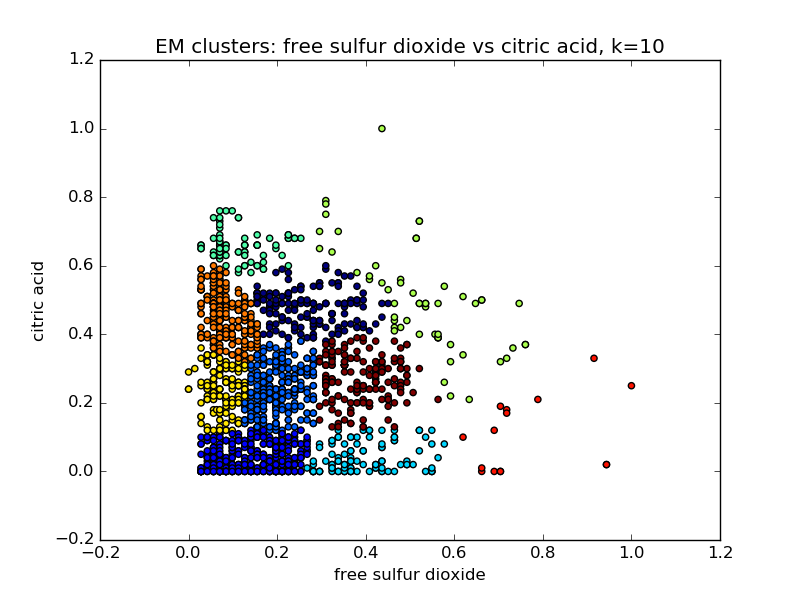 EM clusters: free sulfur dioxide vs citric acid, k=10
1.2
1.0
0.8
0.6
0.4
0.2
0.0
−0.2
citric acid
−0.2 0.0 0.2 0.4 0.6 0.8 1.0 1.2
free sulfur dioxide